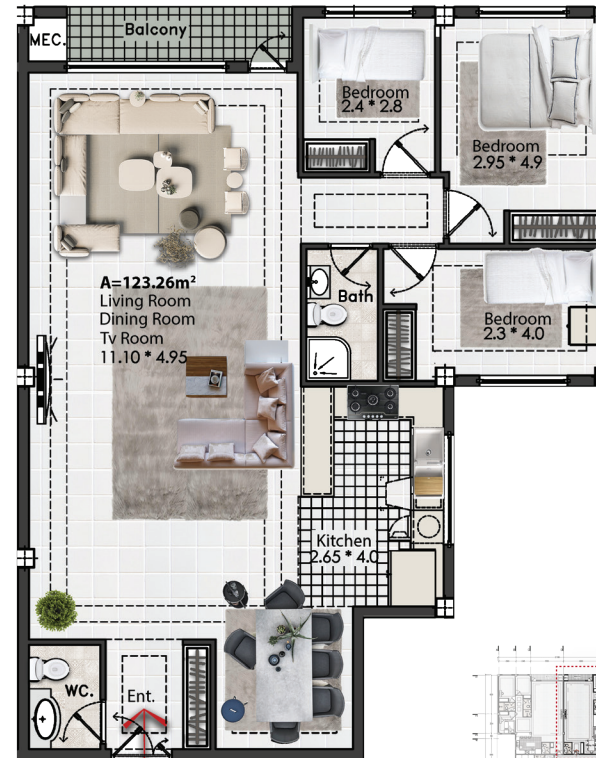 Balcony
MEC.
Bedroom
2.4 * 2.8
Bedroom
2.95 * 4.9
A=123.26m²
Living Room
Dining Room
Tv Room
11.10 * 4.95
Bath
Bedroom
2.3 * 4.0
Kitchen
2.65 * 4.0
WC.
Ent.